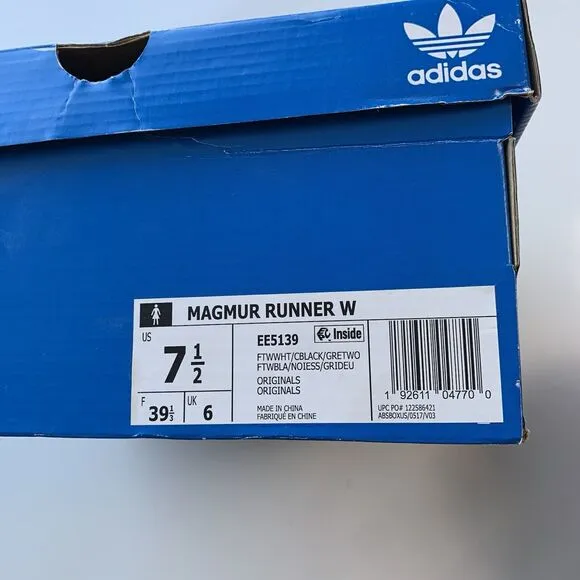 adidas
MAGMUR RUNNER W
US
7 1/2
F
39 1/3
UK
6
EE5139
Inside
FTWWHT/CBLACK/GRETWO
FTWBLA/NOIESS/GRIDEU
ORIGINALS
ORIGINALS
MADE IN CHINA
FABRIQUÉ EN CHINE
1 92611 04770 0
UPC PO# 122586421
ABSBOXUS/0517/V03